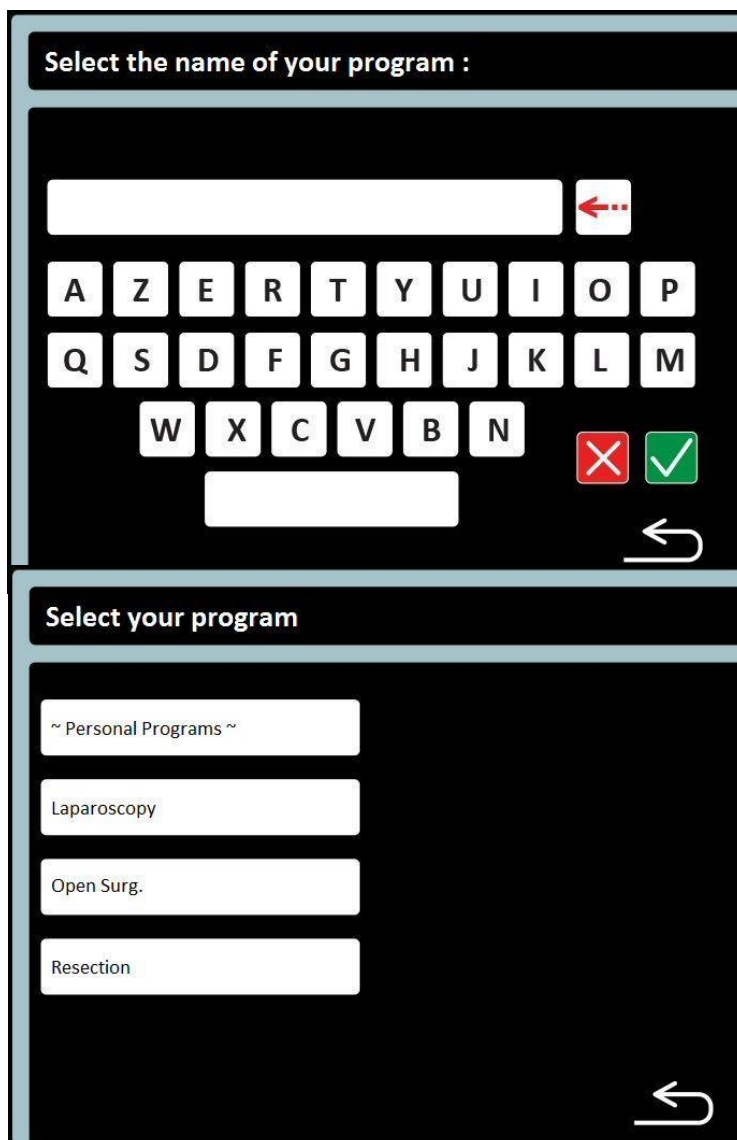 Select the name of your program :
A Z E R T Y U I O P
Q S D F G H J K L M
W X C V B N
Select your program
~ Personal Programs ~
Laparoscopy
Open Surg.
Resection